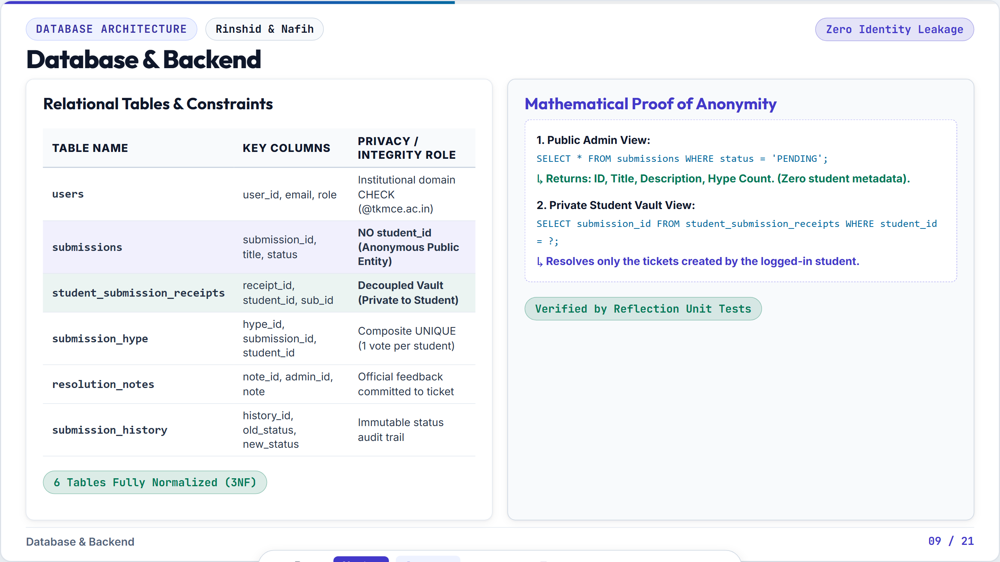 DATABASE ARCHITECTURE
Rinshid & Nafih
Zero Identity Leakage
Database & Backend
Relational Tables & Constraints
TABLE NAME
KEY COLUMNS
PRIVACY /
INTEGRITY ROLE
users
user_id, email, role
Institutional domain
CHECK
(@tkmce.ac.in)
submissions
submission_id,
title, status
NO student_id
(Anonymous Public
Entity)
student_submission_receipts
receipt_id,
student_id, sub_id
Decoupled Vault
(Private to Student)
submission_hype
hype_id,
submission_id,
student_id
Composite UNIQUE
(1 vote per student)
resolution_notes
note_id, admin_id,
note
Official feedback
committed to ticket
submission_history
history_id,
old_status,
new_status
Immutable status
audit trail
6 Tables Fully Normalized (3NF)
Mathematical Proof of Anonymity
1. Public Admin View:
SELECT * FROM submissions WHERE status = 'PENDING';
↳ Returns: ID, Title, Description, Hype Count. (Zero student metadata).
2. Private Student Vault View:
SELECT submission_id FROM student_submission_receipts WHERE student_id
= ?;
↳ Resolves only the tickets created by the logged-in student.
Verified by Reflection Unit Tests
Database & Backend
09 / 21